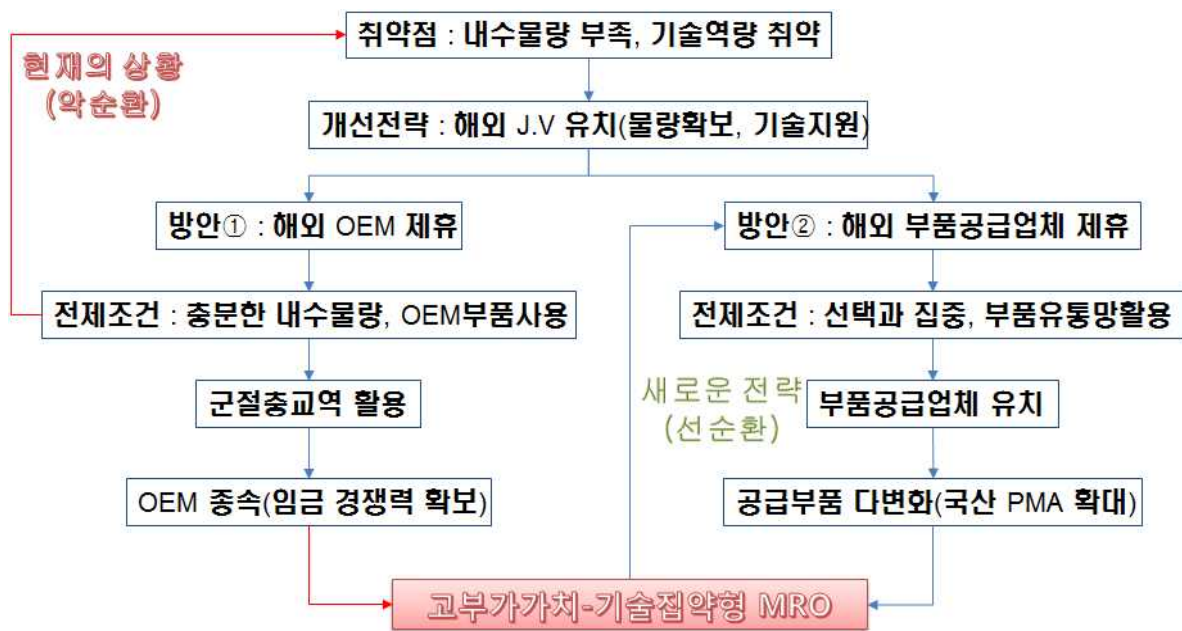 취약점 : 내수물량 부족, 기술역량 취약
현재의 상황
(악순환)
개선전략 : 해외 J.V 유치(물량확보, 기술지원)
방안① : 해외 OEM 제휴
방안② : 해외 부품공급업체 제휴
전제조건 : 충분한 내수물량, OEM부품사용
전제조건 : 선택과 집중, 부품유통망활용
군절충교역 활용
새로운 전략
(선순환)
부품공급업체 유치
OEM 종속(임금 경쟁력 확보)
공급부품 다변화(국산 PMA 확대)
고부가가치-기술집약형 MRO